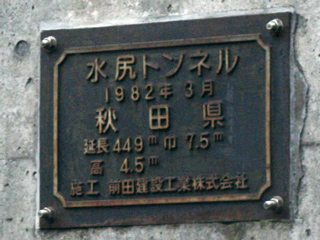 水尻トンネル
1982年3月
秋田県
延長449m 巾7.5m
高 4.5m
施工 前田建設工業株式会社